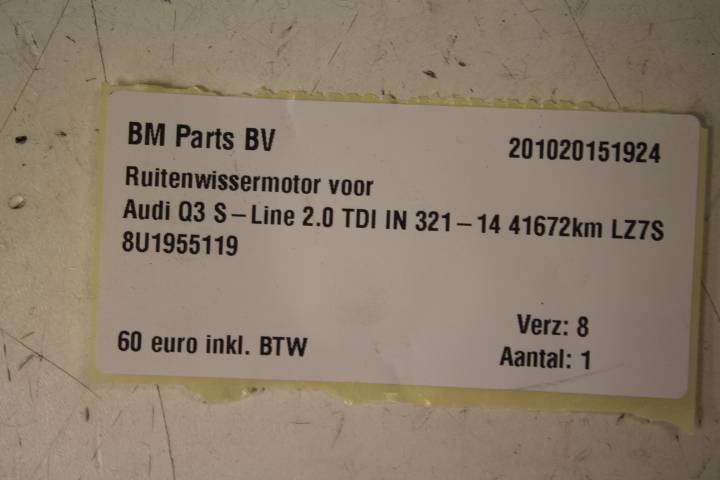 BM Parts BV 201020151924
Ruitenwissermotor voor
Audi Q3 S-Line 2.0 TDI IN 321-14 41672km LZ7S
8U1955119
Verz: 8
60 euro inkl. BTW Aantal: 1